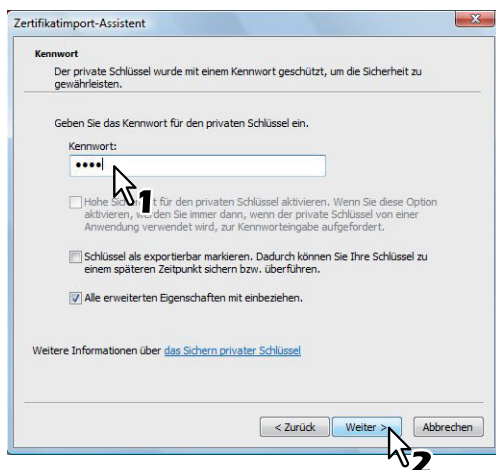 Zertifikatimport-Assistent
Kennwort
Der private Schlüssel wurde mit einem Kennwort geschützt, um die Sicherheit zu
gewährleisten.
Geben Sie das Kennwort für den privaten Schlüssel ein.
Kennwort:
••••
1
Hohe Sicherheit für den privaten Schlüssel aktivieren. Wenn Sie diese Option
aktivieren, werden Sie immer dann, wenn der private Schlüssel von einer
Anwendung verwendet wird, zur Kennworteingabe aufgefordert.
Schlüssel als exportierbar markieren. Dadurch können Sie Ihre Schlüssel zu
einem späteren Zeitpunkt sichern bzw. überführen.
Alle erweiterten Eigenschaften mit einbeziehen.
Weitere Informationen über das Sichern privater Schlüssel
< Zurück Weiter > Abbrechen
2